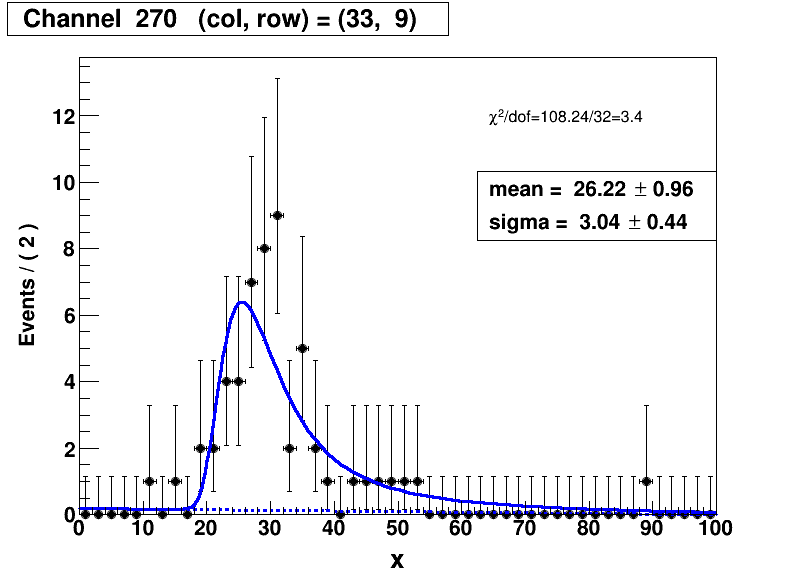 Channel 270 (col, row) = (33, 9)
χ²/dof=108.24/32=3.4
mean = 26.22 ± 0.96
sigma = 3.04 ± 0.44
Events / ( 2 )
12
10
8
6
4
2
0
0 10 20 30 40 50 60 70 80 90 100
x